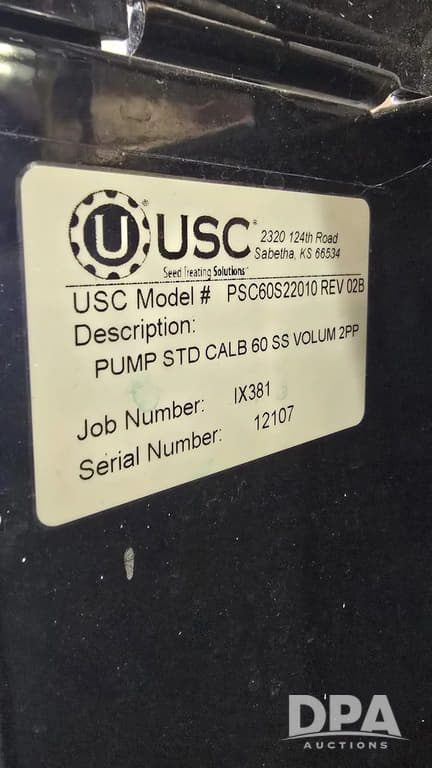 U USC®
2320 124th Road
Sabetha, KS 66534
Seed Treating Solutions™
USC Model # PSC60S22010 REV 02B
Description:
PUMP STD CALB 60 SS VOLUM 2PP
Job Number: IX381
Serial Number: 12107
DPA
AUCTIONS